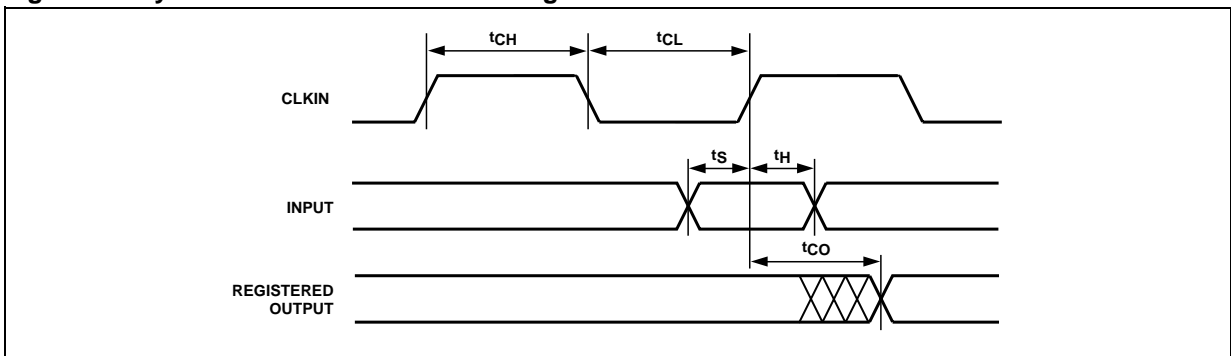 tCH
tCL
CLKIN
tS
tH
INPUT
tCO
REGISTERED
OUTPUT